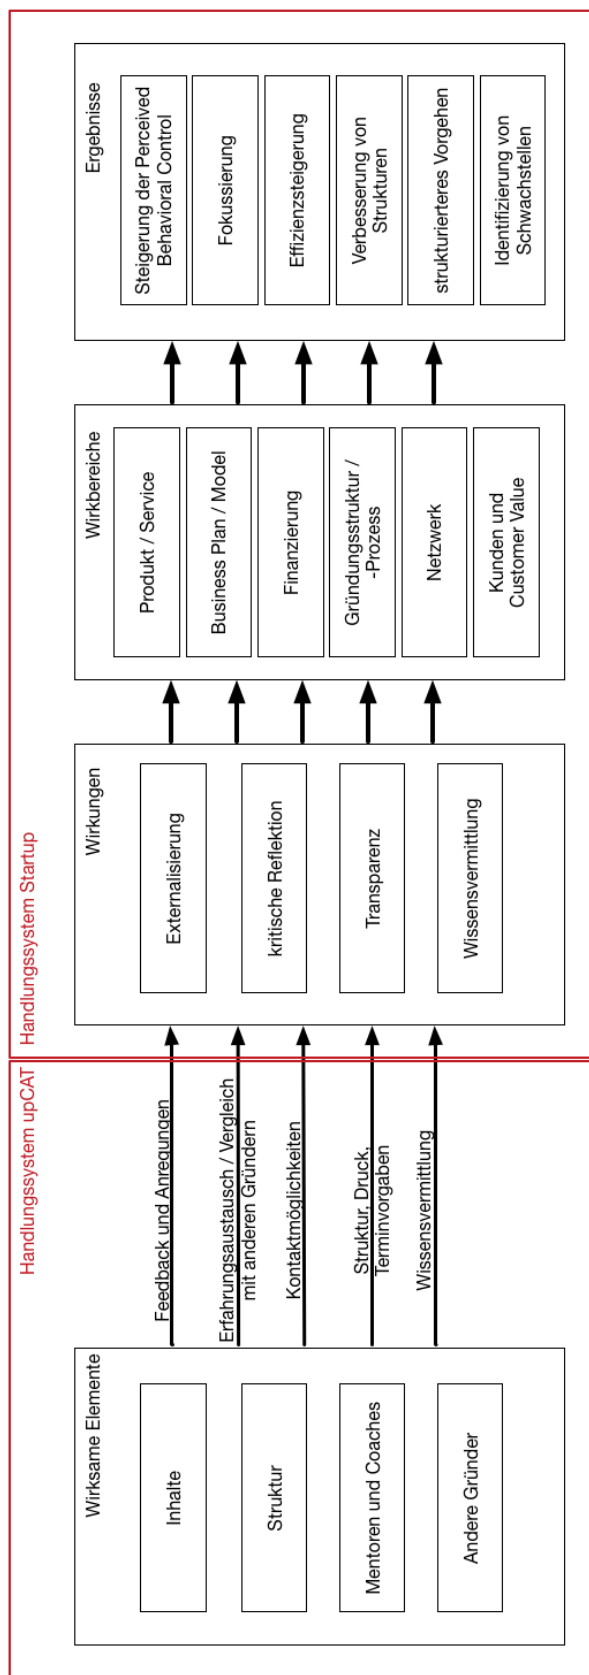 Handlungssystem upCAT
Handlungssystem Startup
Wirksame Elemente
Inhalte
Struktur
Mentoren und Coaches
Andere Gründer
Feedback und Anregungen
Erfahrungsaustausch / Vergleich
mit anderen Gründern
Kontaktmöglichkeiten
Struktur, Druck,
Terminvorgaben
Wissensvermittlung
Wirkungen
Externalisierung
kritische Reflektion
Transparenz
Wissensvermittlung
Wirkbereiche
Produkt / Service
Business Plan / Model
Finanzierung
Gründungsstruktur /
-Prozess
Netzwerk
Kunden und
Customer Value
Ergebnisse
Steigerung der Perceived
Behavioral Control
Fokussierung
Effizienzsteigerung
Verbesserung von
Strukturen
strukturierteres Vorgehen
Identifizierung von
Schwachstellen